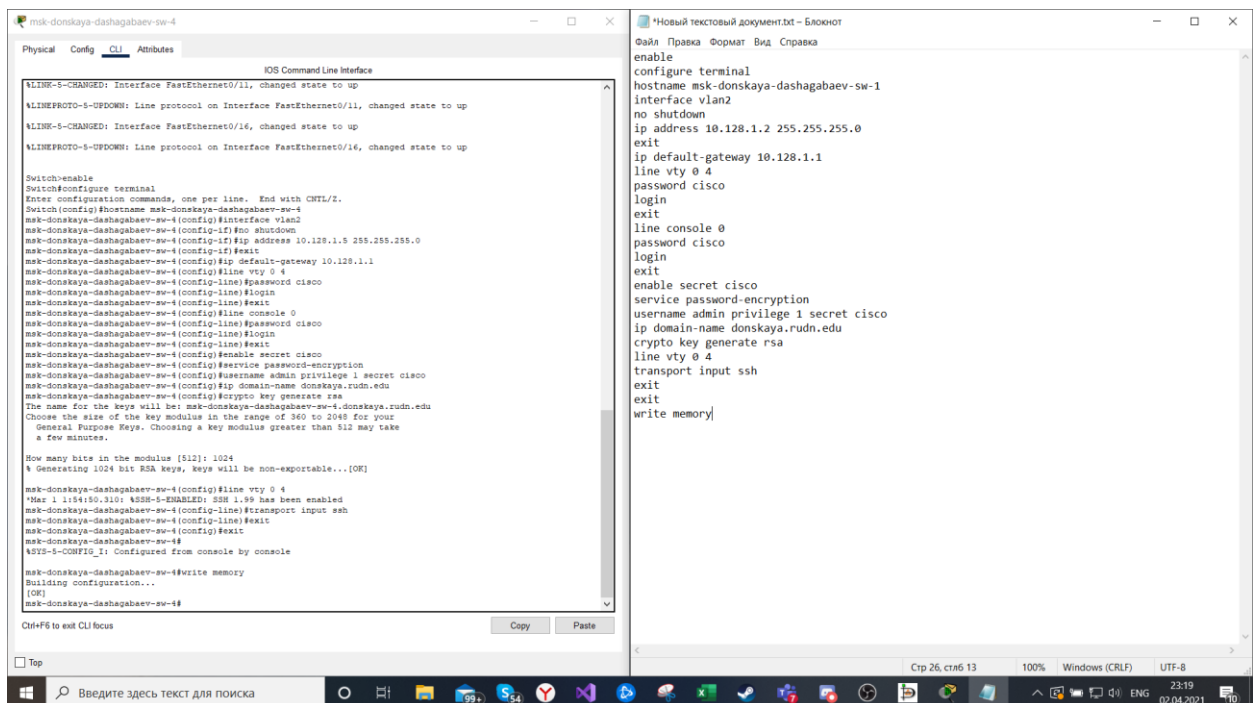 msk-donskaya-dashagabaev-sw-4
Physical Config CLI Attributes
IOS Command Line Interface
%LINK-5-CHANGED: Interface FastEthernet0/11, changed state to up
%LINEPROTO-5-UPDOWN: Line protocol on Interface FastEthernet0/11, changed state to up
%LINK-5-CHANGED: Interface FastEthernet0/16, changed state to up
%LINEPROTO-5-UPDOWN: Line protocol on Interface FastEthernet0/16, changed state to up
Switch>enable
Switch#configure terminal
Enter configuration commands, one per line. End with CNTL/Z.
Switch(config)#hostname msk-donskaya-dashagabaev-sw-4
msk-donskaya-dashagabaev-sw-4(config)#interface vlan2
msk-donskaya-dashagabaev-sw-4(config-if)#no shutdown
msk-donskaya-dashagabaev-sw-4(config-if)#ip address 10.128.1.5 255.255.255.0
msk-donskaya-dashagabaev-sw-4(config-if)#exit
msk-donskaya-dashagabaev-sw-4(config)#ip default-gateway 10.128.1.1
msk-donskaya-dashagabaev-sw-4(config)#line vty 0 4
msk-donskaya-dashagabaev-sw-4(config-line)#password cisco
msk-donskaya-dashagabaev-sw-4(config-line)#login
msk-donskaya-dashagabaev-sw-4(config-line)#exit
msk-donskaya-dashagabaev-sw-4(config)#line console 0
msk-donskaya-dashagabaev-sw-4(config-line)#password cisco
msk-donskaya-dashagabaev-sw-4(config-line)#login
msk-donskaya-dashagabaev-sw-4(config-line)#exit
msk-donskaya-dashagabaev-sw-4(config)#enable secret cisco
msk-donskaya-dashagabaev-sw-4(config)#service password-encryption
msk-donskaya-dashagabaev-sw-4(config)#username admin privilege 1 secret cisco
msk-donskaya-dashagabaev-sw-4(config)#ip domain-name donskaya.rudn.edu
msk-donskaya-dashagabaev-sw-4(config)#crypto key generate rsa
The name for the keys will be: msk-donskaya-dashagabaev-sw-4.donskaya.rudn.edu
Choose the size of the key modulus in the range of 360 to 2048 for your
General Purpose Keys. Choosing a key modulus greater than 512 may take
a few minutes.
How many bits in the modulus [512]: 1024
% Generating 1024 bit RSA keys, keys will be non-exportable...[OK]
msk-donskaya-dashagabaev-sw-4(config)#line vty 0 4
*Mar 1 1:54:50.310: %SSH-5-ENABLED: SSH 1.99 has been enabled
msk-donskaya-dashagabaev-sw-4(config-line)#transport input ssh
msk-donskaya-dashagabaev-sw-4(config-line)#exit
msk-donskaya-dashagabaev-sw-4(config)#exit
msk-donskaya-dashagabaev-sw-4#
%SYS-5-CONFIG_I: Configured from console by console
msk-donskaya-dashagabaev-sw-4#write memory
Building configuration...
[OK]
msk-donskaya-dashagabaev-sw-4#
Ctrl+F6 to exit CLI focus
Copy Paste
Top
*Новый текстовый документ.txt – Блокнот
Файл Правка Формат Вид Справка
enable
configure terminal
hostname msk-donskaya-dashagabaev-sw-1
interface vlan2
no shutdown
ip address 10.128.1.2 255.255.255.0
exit
ip default-gateway 10.128.1.1
line vty 0 4
password cisco
login
exit
line console 0
password cisco
login
exit
enable secret cisco
service password-encryption
username admin privilege 1 secret cisco
ip domain-name donskaya.rudn.edu
crypto key generate rsa
line vty 0 4
transport input ssh
exit
exit
write memory
Стр 26, стлб 13 100% Windows (CRLF) UTF-8
Введите здесь текст для поиска
99+ 54 7 ENG 23:19
02.04.2021 10